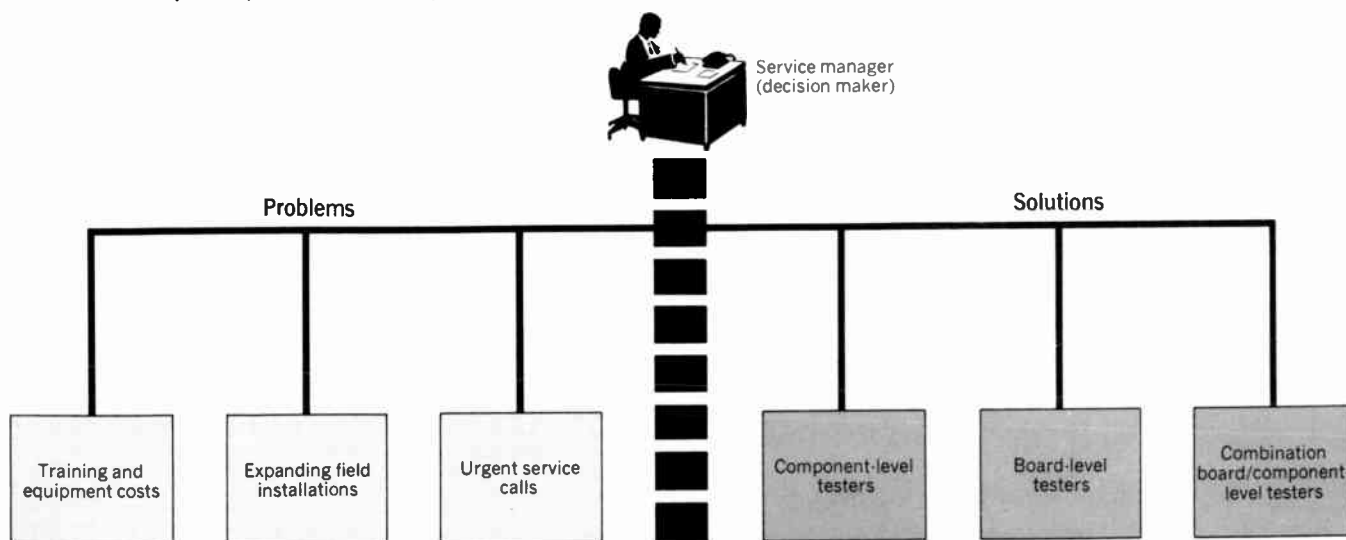 Service manager
(decision maker)
Problems
Solutions
Training and
equipment costs
Expanding field
installations
Urgent service
calls
Component-level
testers
Board-level
testers
Combination
board/component
level testers